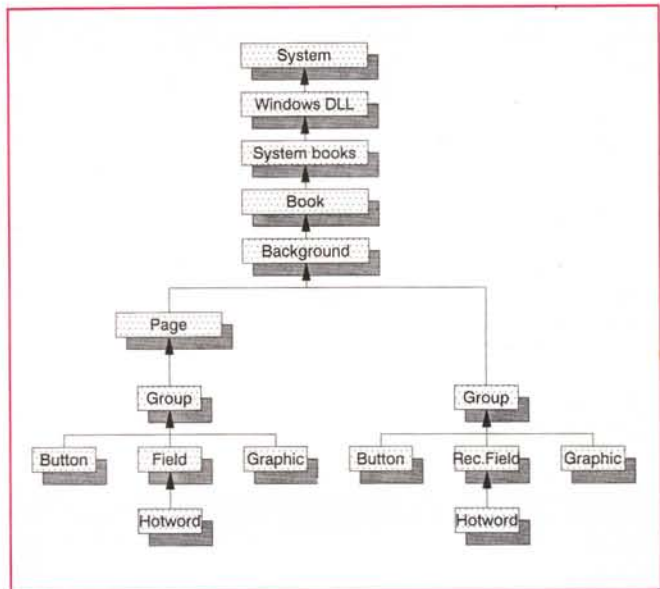 System
Windows DLL
System books
Book
Background
Page
Group Group
Button Field Graphic Button Rec.Field Graphic
Hotword Hotword